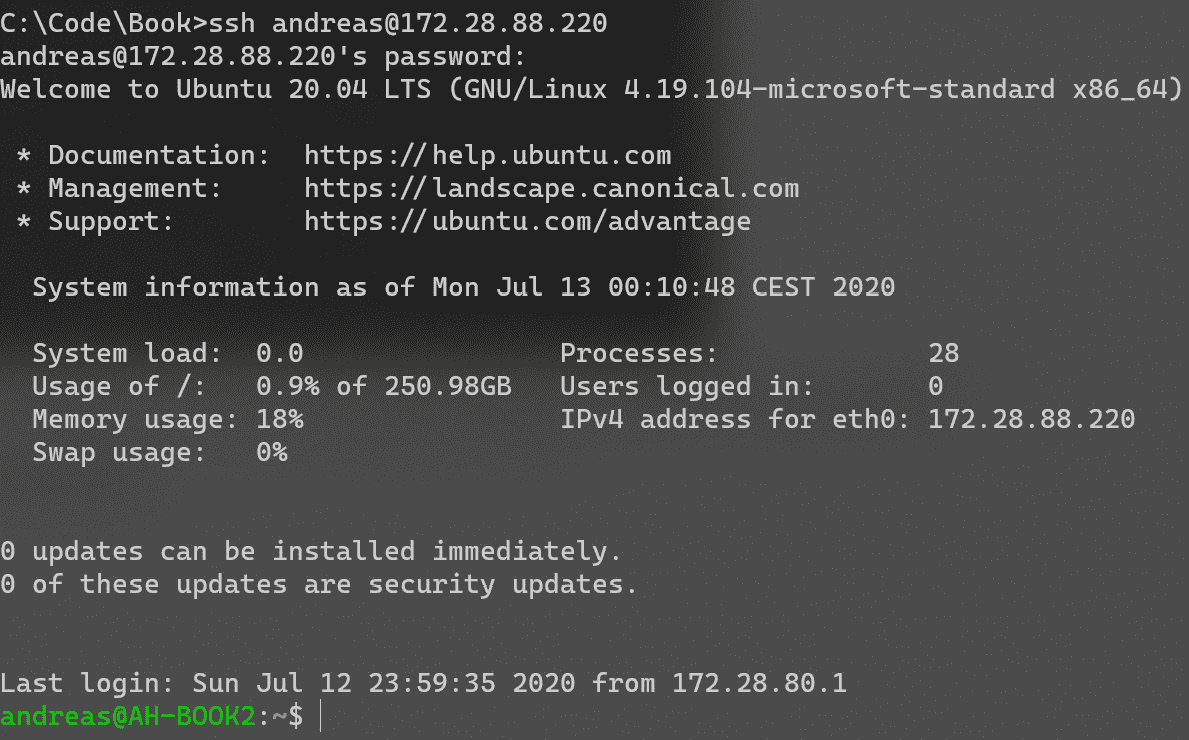 C:\Code\Book>ssh andreas@172.28.88.220
andreas@172.28.88.220's password:
Welcome to Ubuntu 20.04 LTS (GNU/Linux 4.19.104-microsoft-standard x86_64)
* Documentation:  https://help.ubuntu.com
* Management:     https://landscape.canonical.com
* Support:        https://ubuntu.com/advantage
System information as of Mon Jul 13 00:10:48 CEST 2020
System load:  0.0                Processes:             28
Usage of /:   0.9% of 250.98GB   Users logged in:       0
Memory usage: 18%                IPv4 address for eth0: 172.28.88.220
Swap usage:   0%
0 updates can be installed immediately.
0 of these updates are security updates.
Last login: Sun Jul 12 23:59:35 2020 from 172.28.80.1
andreas@AH-BOOK2:~$